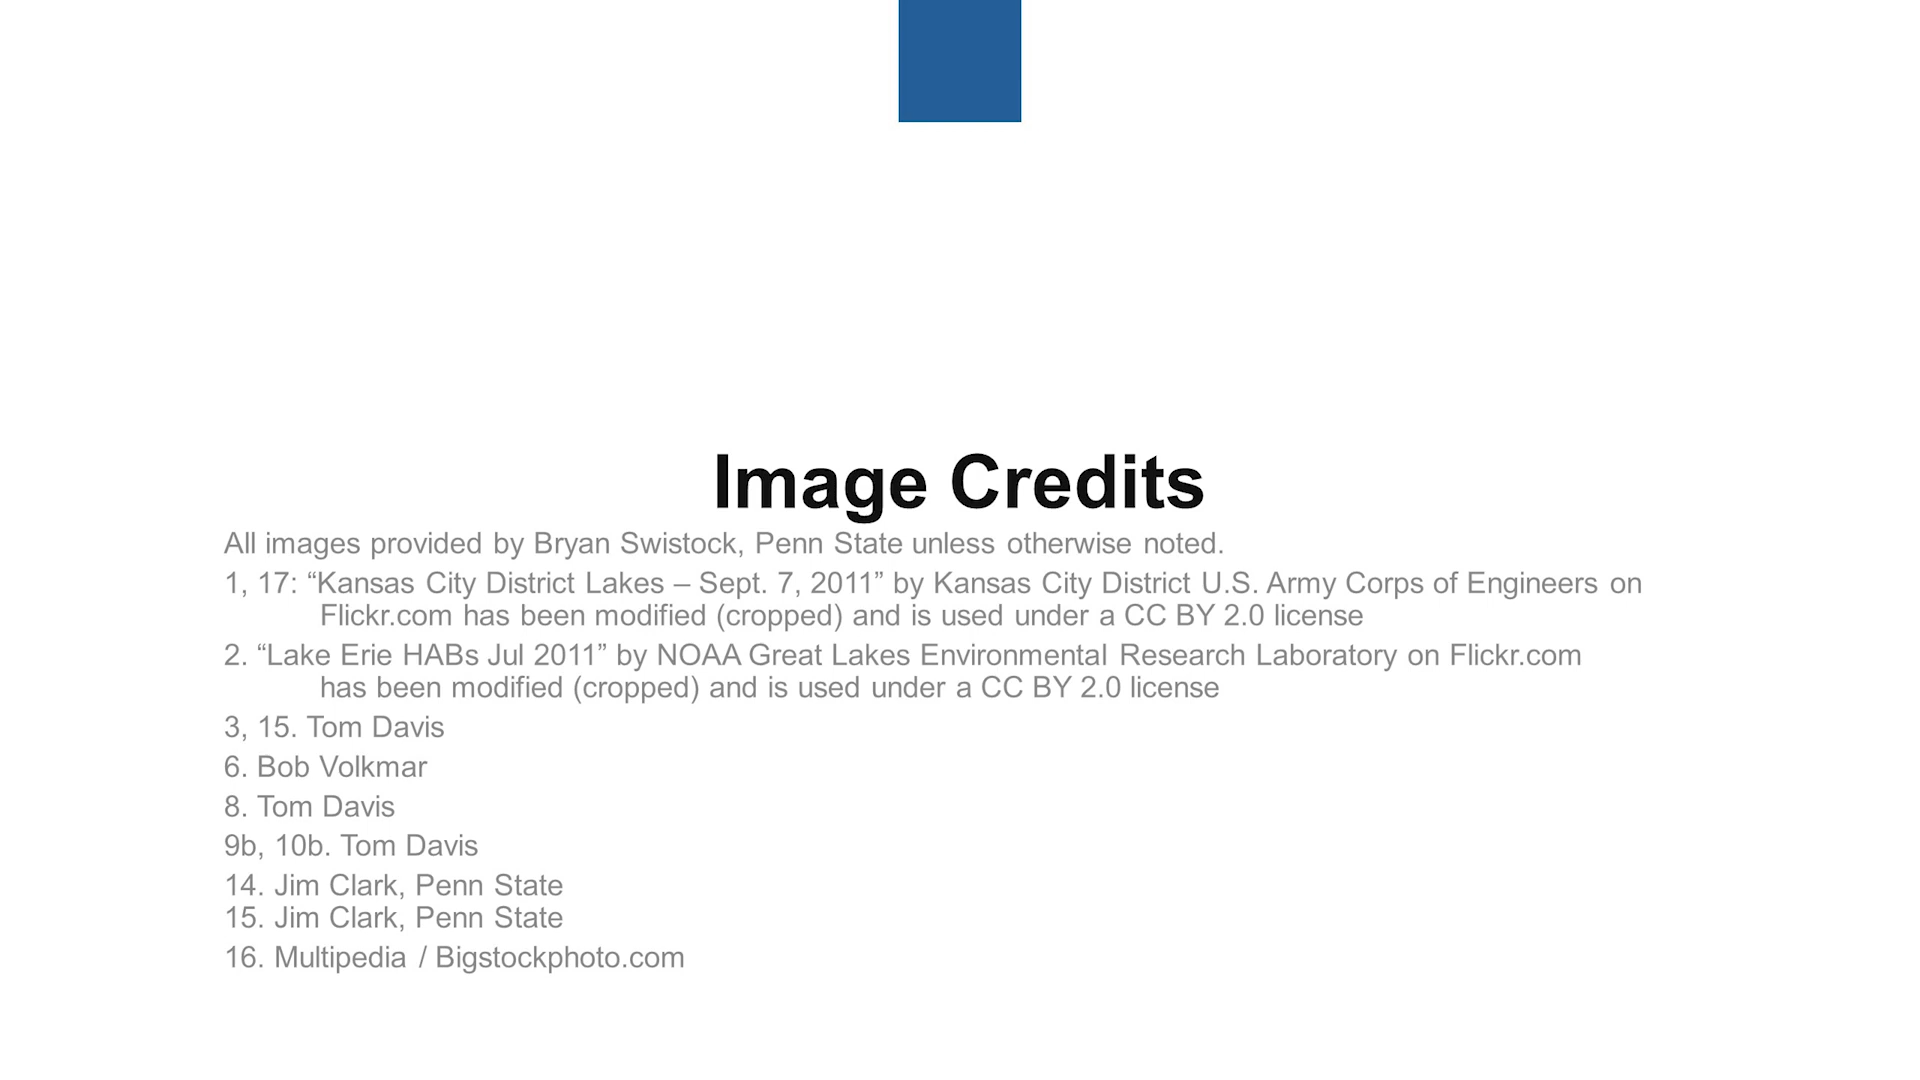 Image Credits
All images provided by Bryan Swistock, Penn State unless otherwise noted.
1, 17: “Kansas City District Lakes – Sept. 7, 2011” by Kansas City District U.S. Army Corps of Engineers on
Flickr.com has been modified (cropped) and is used under a CC BY 2.0 license
2. “Lake Erie HABs Jul 2011” by NOAA Great Lakes Environmental Research Laboratory on Flickr.com
has been modified (cropped) and is used under a CC BY 2.0 license
3, 15. Tom Davis
6. Bob Volkmar
8. Tom Davis
9b, 10b. Tom Davis
14. Jim Clark, Penn State
15. Jim Clark, Penn State
16. Multipedia / Bigstockphoto.com